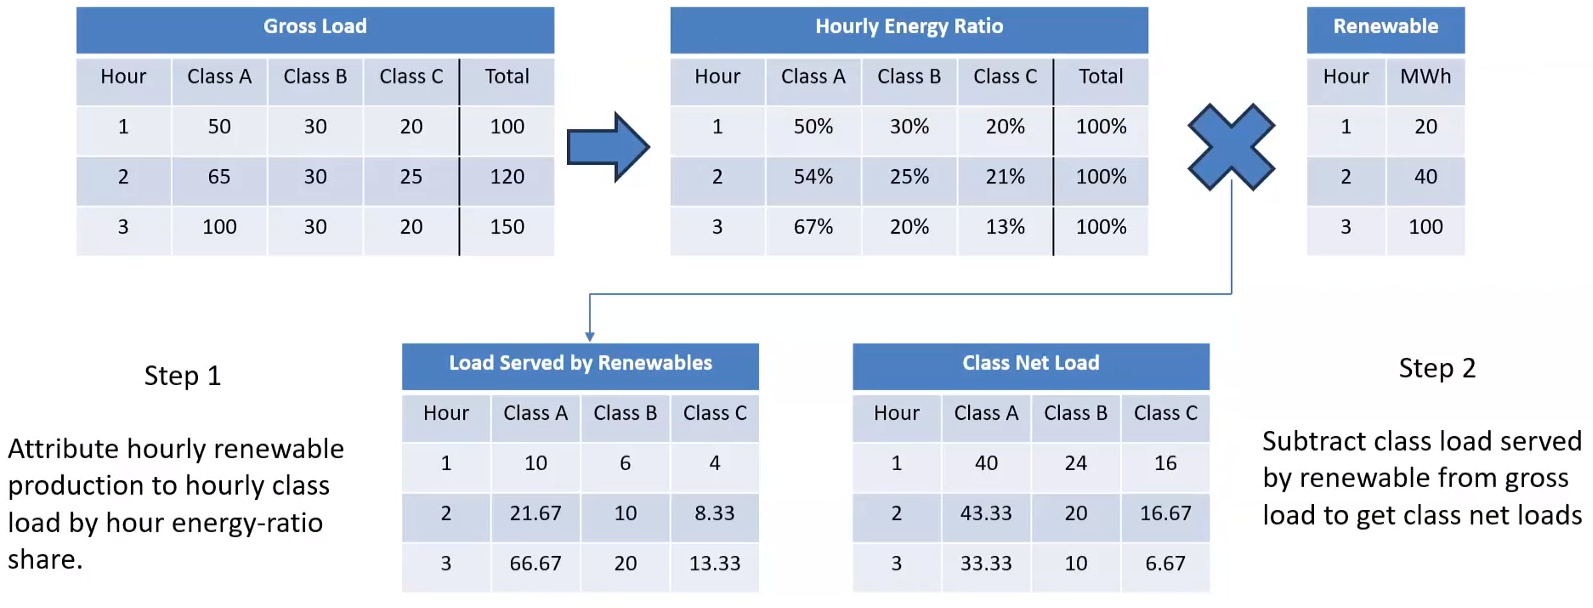 Gross Load
Hour Class A Class B Class C Total
1 50 30 20 100
2 65 30 25 120
3 100 30 20 150
Hourly Energy Ratio
Hour Class A Class B Class C Total
1 50% 30% 20% 100%
2 54% 25% 21% 100%
3 67% 20% 13% 100%
Renewable
Hour MWh
1 20
2 40
3 100
Step 1
Attribute hourly renewable
production to hourly class
load by hour energy-ratio
share.
Load Served by Renewables
Hour Class A Class B Class C
1 10 6 4
2 21.67 10 8.33
3 66.67 20 13.33
Class Net Load
Hour Class A Class B Class C
1 40 24 16
2 43.33 20 16.67
3 33.33 10 6.67
Step 2
Subtract class load served
by renewable from gross
load to get class net loads